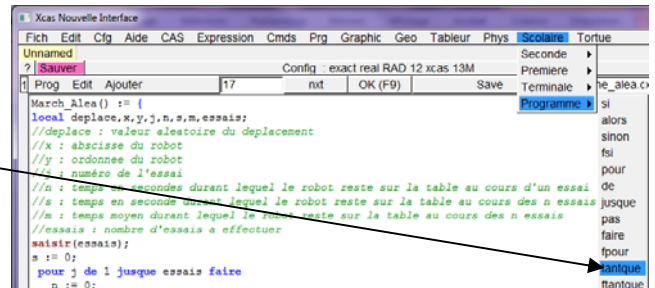 Xcas Nouvelle Interface
Fich Edit Cfg Aide CAS Expression Cmds Prg Graphic Geo Tableur Phys Scolaire Tortue
Unnamed
? Sauver Config : exact real RAD 12 xcas 13M
Seconde
Premiere
Terminale
Programme
1 Prog Edit Ajouter 17 nxt OK (F9) Save e_alea.cx
March_Alea() := {
local deplace,x,y,j,n,s,m,essais;
//deplace : valeur aleatoire du deplacement
//x : abscisse du robot
//y : ordonnee du robot
//j : numéro de l'essai
//n : temps en secondes durant lequel le robot reste sur la table au cours d'un essai
//s : temps en seconde durant lequel le robot reste sur la table au cours des n essais
//m : temps moyen durant lequel le robot reste sur la table au cours des n essais
//essais : nombre d'essais a effectuer
saisir(essais);
s := 0;
pour j de 1 jusque essais faire
n := 0;
si
alors
sinon
fsi
pour
de
jusque
pas
faire
fpour
tantque
ftantque